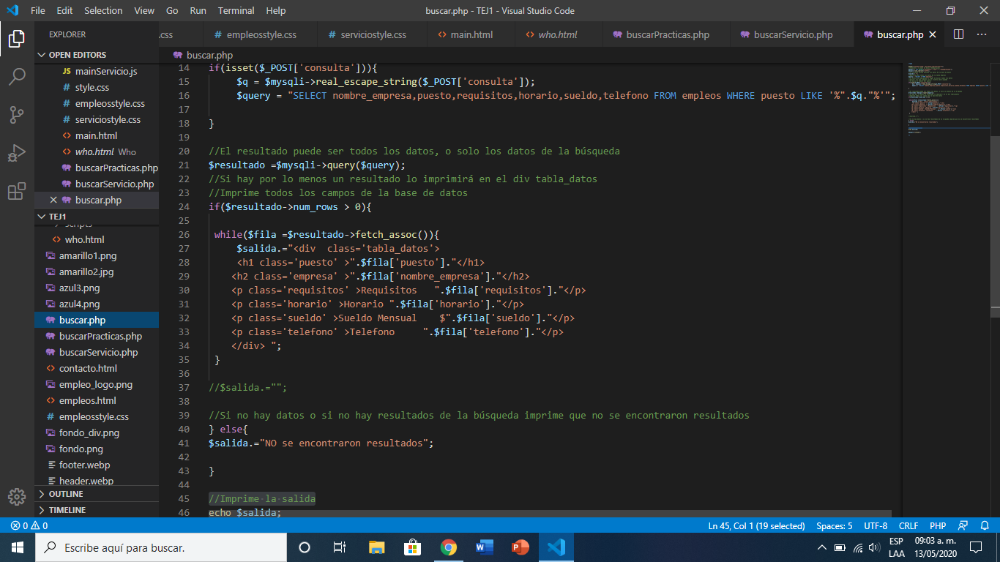 File Edit Selection View Go Run Terminal Help
buscar.php - TEJ1 - Visual Studio Code
EXPLORER
.css
# empleosstyle.css
# serviciostyle.css
<> main.html
<> who.html
buscarPracticas.php
buscarServicio.php
buscar.php
OPEN EDITORS
JS mainServicio.js
# style.css
# empleosstyle.css
# serviciostyle.css
<> main.html
<> who.html Who
buscarPracticas.php
buscarServicio.php
buscar.php
TEJ1
scripts
<> who.html
amarillo1.png
amarillo2.jpg
azul3.png
azul4.png
buscar.php
buscarPracticas.php
buscarServicio.php
<> contacto.html
empleo_logo.png
<> empleos.html
# empleosstyle.css
fondo_div.png
fondo.png
footer.webp
header.webp
OUTLINE
TIMELINE
buscar.php
14 if(isset($_POST['consulta'])){
15 $q = $mysqli->real_escape_string($_POST['consulta']);
16 $query = "SELECT nombre_empresa,puesto,requisitos,horario,sueldo,telefono FROM empleos WHERE puesto LIKE '%".$q."%'";
17
18 }
19
20 //El resultado puede ser todos los datos, o solo los datos de la búsqueda
21 $resultado =$mysqli->query($query);
22 //Si hay por lo menos un resultado lo imprimirá en el div tabla_datos
23 //Imprime todos los campos de la base de datos
24 if($resultado->num_rows > 0){
25
26 while($fila =$resultado->fetch_assoc()){
27 $salida.="<div  class='tabla_datos'>
28 <h1 class='puesto' >".$fila['puesto']."</h1>
29 <h2 class='empresa' >".$fila['nombre_empresa']."</h2>
30 <p class='requisitos' >Requisitos   ".$fila['requisitos']."</p>
31 <p class='horario' >Horario ".$fila['horario']."</p>
32 <p class='sueldo' >Sueldo Mensual    $".$fila['sueldo']."</p>
33 <p class='telefono' >Telefono     ".$fila['telefono']."</p>
34 </div> ";
35 }
36
37 //$salida.="";
38
39 //Si no hay datos o si no hay resultados de la búsqueda imprime que no se encontraron resultados
40 } else{
41 $salida.="NO se encontraron resultados";
42
43 }
44
45 //Imprime la salida
46 echo $salida;
0 0
Ln 45, Col 1 (19 selected) Spaces: 5 UTF-8 CRLF PHP
Escribe aquí para buscar.
ESP
LAA
09:03 a. m.
13/05/2020